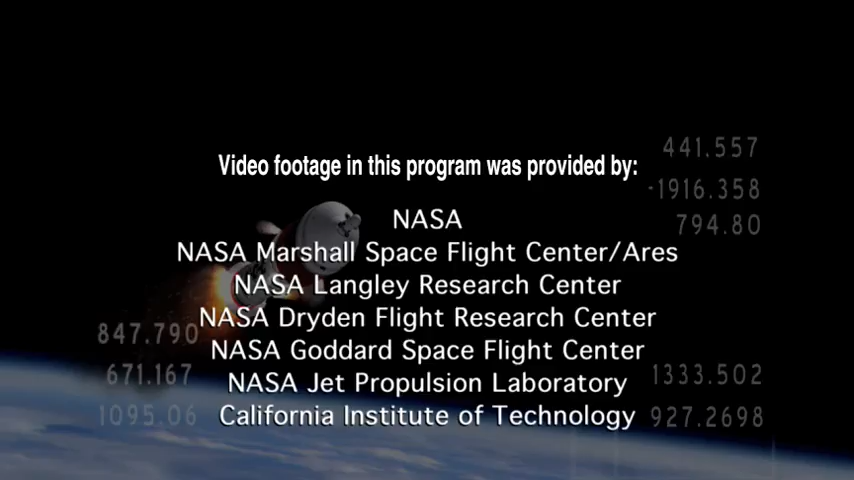 441.557
Video footage in this program was provided by:
-1916.358
NASA
794.80
NASA Marshall Space Flight Center/Ares
NASA Langley Research Center
NASA Dryden Flight Research Center
847.790
NASA Goddard Space Flight Center
671.167
NASA Jet Propulsion Laboratory
1333.502
1095.06
California Institute of Technology
927.2698